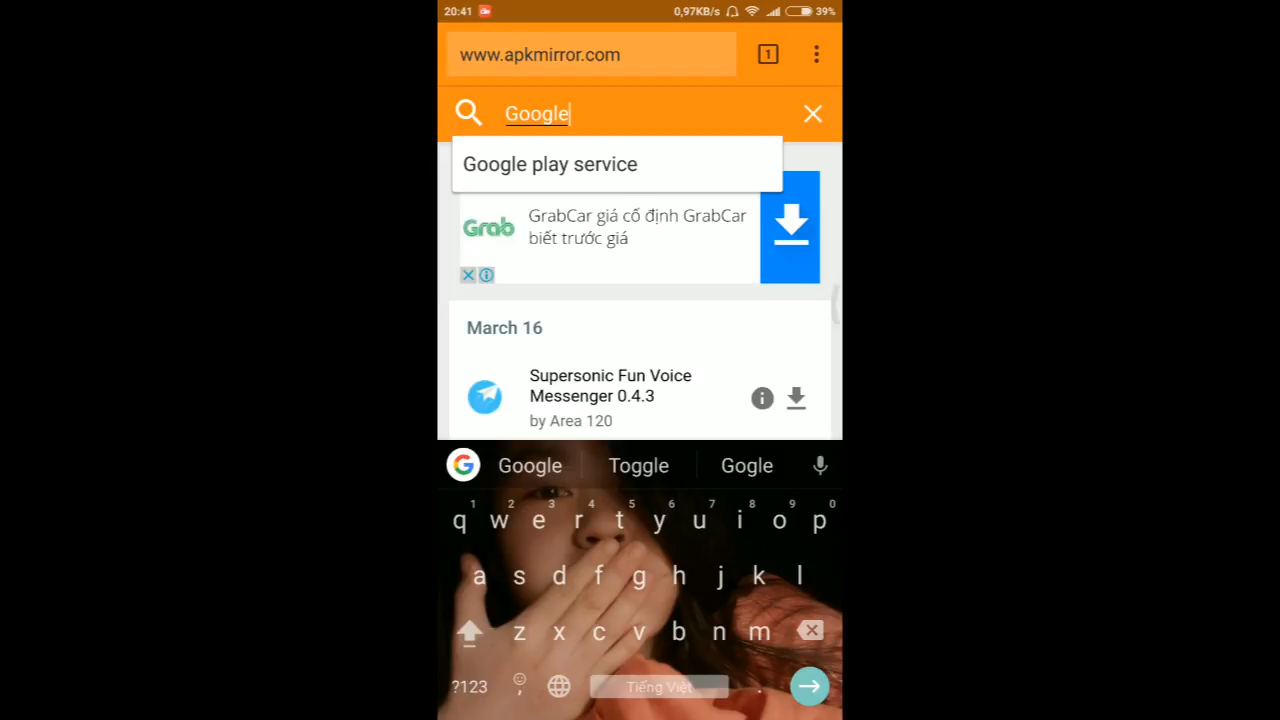 20:41 0,97KB/s 39%
www.apkmirror.com 1
Google
Google play service
Grab GrabCar giá cố định GrabCar
biết trước giá
March 16
Supersonic Fun Voice
Messenger 0.4.3
by Area 120
G Google Toggle Gogle
1 2 3 4 5 6 7 8 9 0
q w e r t y u i o p
a s d f g h j k l
z x c v b n m
?123 , Tiếng Việt .